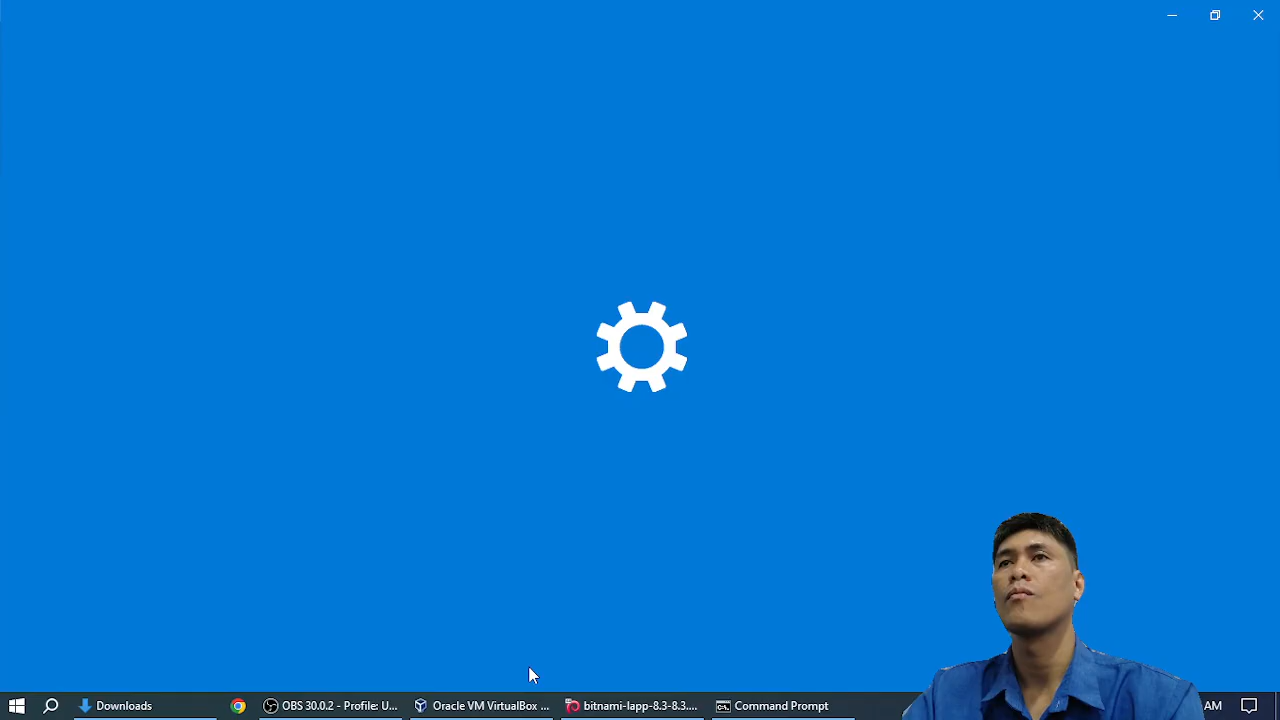 Downloads
OBS 30.0.2 - Profile: U...
Oracle VM VirtualBox ...
bitnami-lapp-8.3-8.3....
Command Prompt
AM